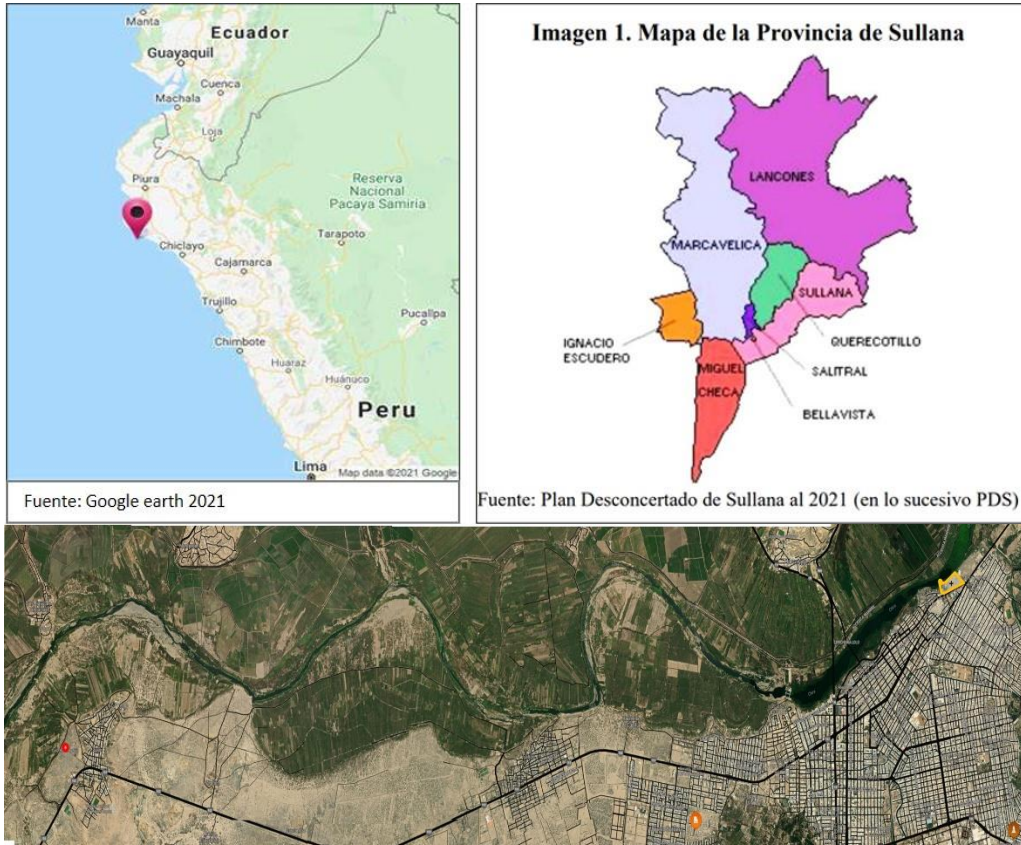 Manta
Ecuador
Guayaquil
Cuenca
Machala
Loja
Piura
Reserva
Nacional
Pacaya Samiria
Tarapoto
Chiclayo
Cajamarca
Trujillo
Pucallpa
Chimbote
Huaraz
Huánuco
Peru
Lima
Map data ©2021 Google
Fuente: Google earth 2021
Imagen 1. Mapa de la Provincia de Sullana
LANCONES
MARCAVELICA
SULLANA
IGNACIO
ESCUDERO
QUERECOTILLO
MIGUEL
CHECA
SALITRAL
BELLAVISTA
Fuente: Plan Desconcertado de Sullana al 2021 (en lo sucesivo PDS)